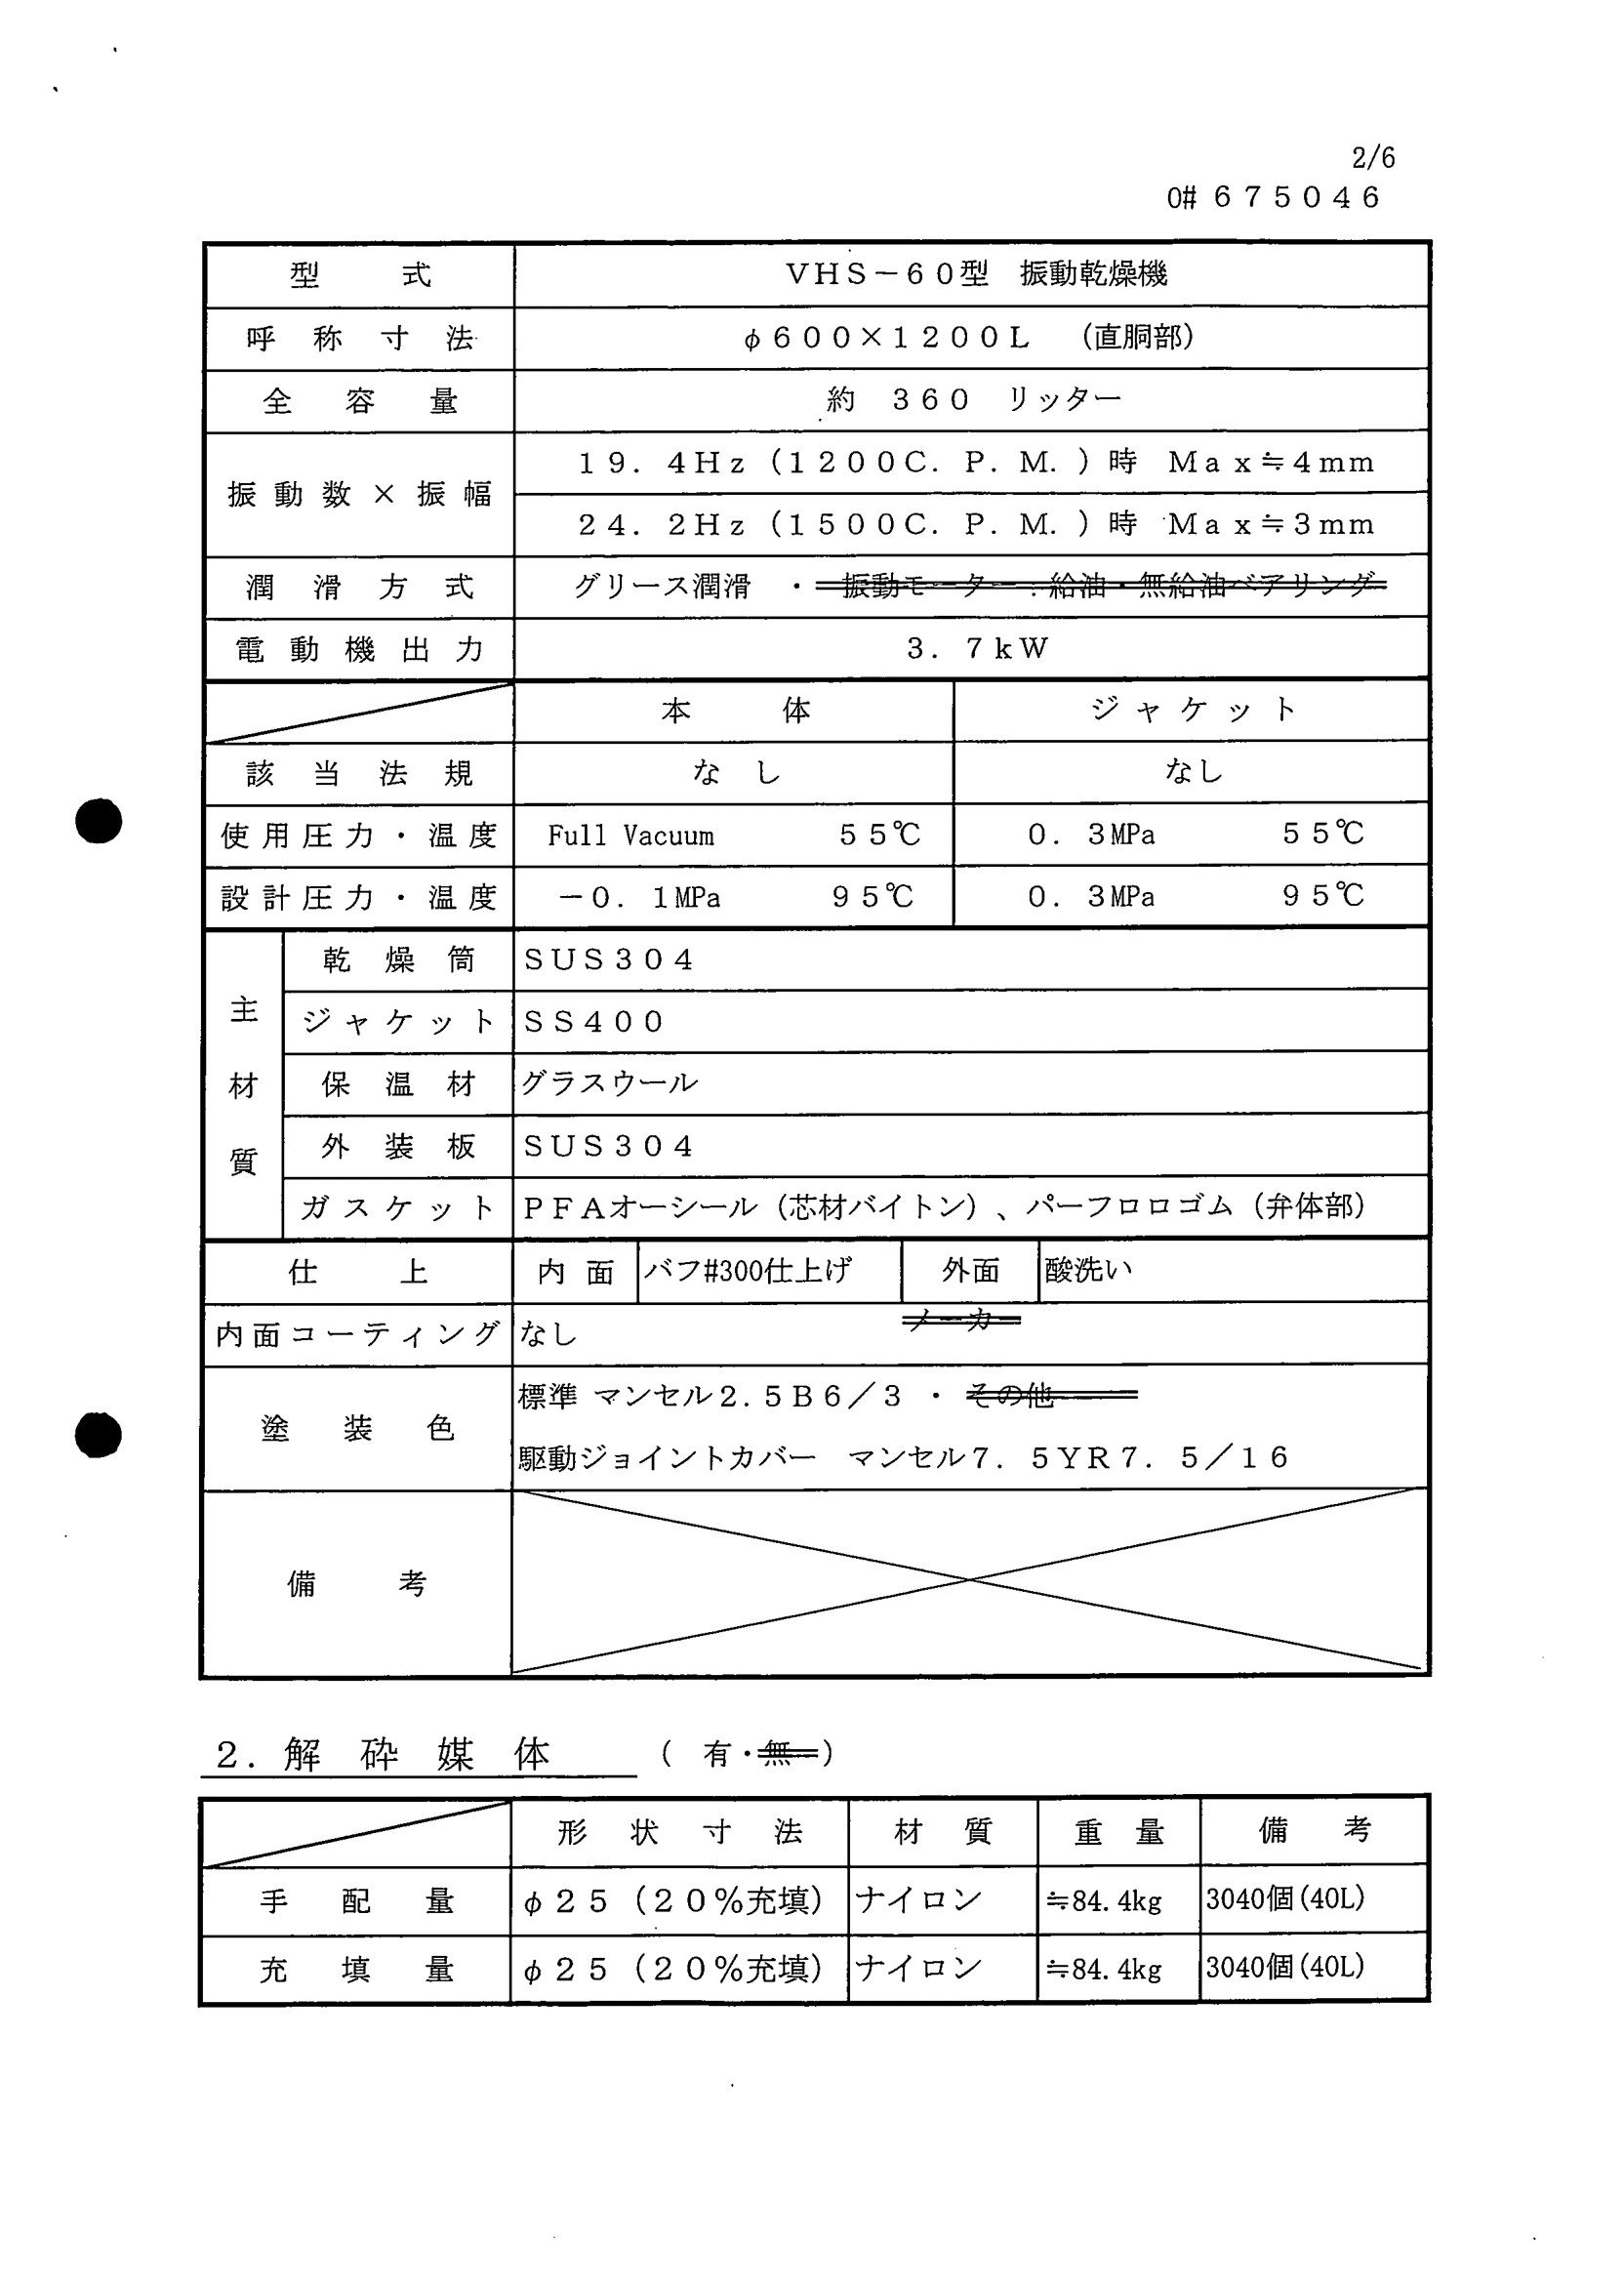 2/6
O# ６７５０４６
型　式　ＶＨＳ－６０型　振動乾燥機
呼称寸法　φ６００×１２００Ｌ　（直胴部）
全容量　約　３６０　リッター
振動数×振幅　１９．４Ｈｚ（１２００Ｃ．Ｐ．Ｍ．）時　Ｍａｘ≒４ｍｍ
２４．２Ｈｚ（１５００Ｃ．Ｐ．Ｍ．）時　Ｍａｘ≒３ｍｍ
潤滑方式　グリース潤滑　・　振動モーター：給油・無給油ベアリング
電動機出力　３．７ｋＷ
本体　ジャケット
該当法規　なし　なし
使用圧力・温度　Full Vacuum　５５℃　０．３MPa　５５℃
設計圧力・温度　－０．１MPa　９５℃　０．３MPa　９５℃
主材質
乾燥筒　ＳＵＳ３０４
ジャケット　ＳＳ４００
保温材　グラスウール
外装板　ＳＵＳ３０４
ガスケット　ＰＦＡオーシール（芯材バイトン）、パーフロロゴム（弁体部）
仕上　内面　バフ#300仕上げ　外面　酸洗い
内面コーティング　なし　メーカー
塗装色　標準 マンセル２.５Ｂ６／３ ・ その他
駆動ジョイントカバー　マンセル７．５ＹＲ７．５／１６
備考
２.解砕媒体　（　有・無　）
形状寸法　材質　重量　備考
手配量　φ２５（２０％充填）　ナイロン　≒84.4kg　3040個(40L)
充填量　φ２５（２０％充填）　ナイロン　≒84.4kg　3040個(40L)